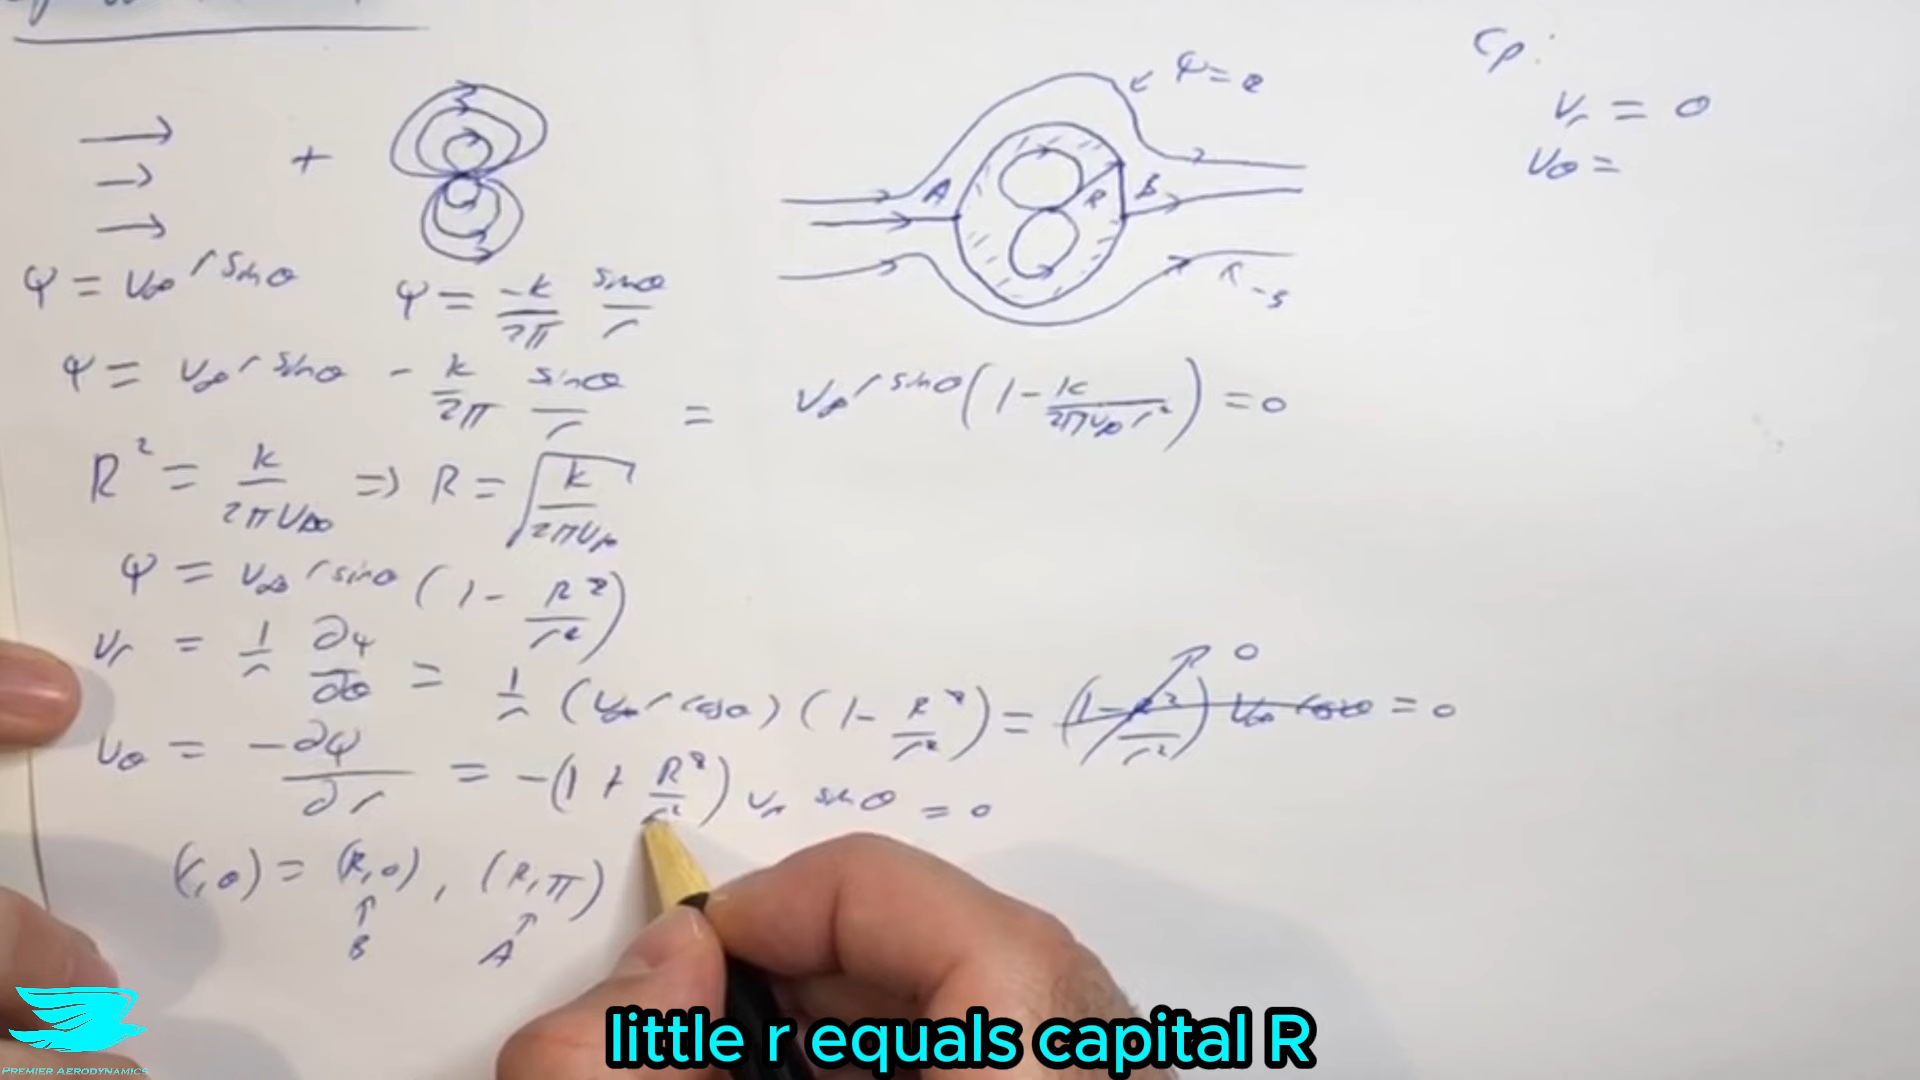 Cp:
Vr = 0
Vθ =
Ψ = 2
+
A
R
B
-5
Ψ = V∞ r sinθ
Ψ = -k/2π sinθ/r
Ψ = V∞ r sinθ - k/2π sinθ/r = V∞ r sinθ (1 - k/2πV∞r²) = 0
R² = k/2πV∞ => R = √k/2πV∞
Ψ = V∞ r sinθ (1 - R²/r²)
Vr = 1/r ∂Ψ/∂θ = 1/r (V∞ r cosθ) (1 - R²/r²) = (1 - R²/r²) V∞ cosθ = 0
0
Vθ = -∂Ψ/∂r = -(1 + R²/r²) V∞ sinθ = 0
(r,θ) = (R,0), (R,π)
↑ ↑
B A
little r equals capital R
PREMIER AERODYNAMICS